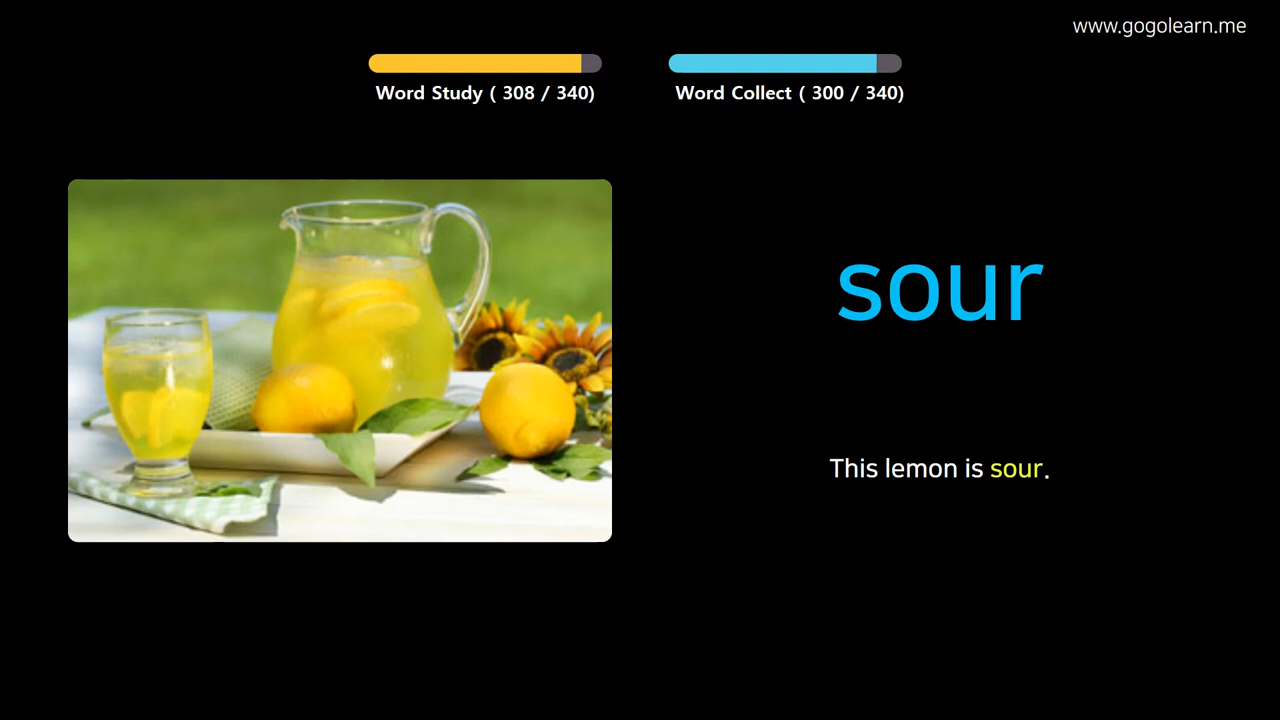 www.gogolearn.me
Word Study ( 308 / 340)
Word Collect ( 300 / 340)
sour
This lemon is sour.